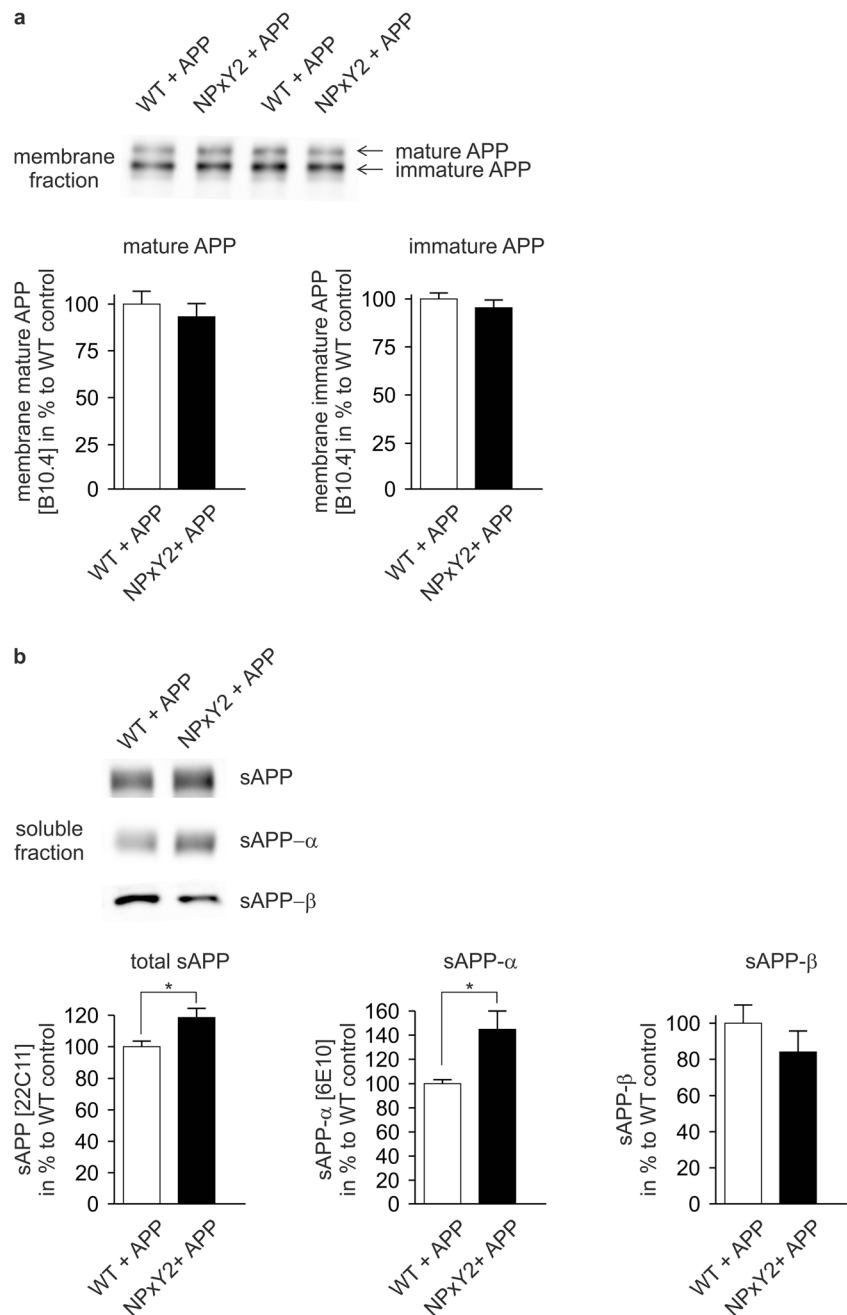 a
WT + APP
NPxY2 + APP
WT + APP
NPxY2 + APP
membrane
fraction
mature APP
immature APP
mature APP
membrane mature APP
[B10.4] in % to WT control
100
75
50
25
0
WT + APP
NPxY2+ APP
immature APP
membrane immature APP
[B10.4] in % to WT control
100
75
50
25
0
WT + APP
NPxY2+ APP
b
WT + APP
NPxY2 + APP
soluble
fraction
sAPP
sAPP–α
sAPP–β
total sAPP
sAPP [22C11]
in % to WT control
120
100
80
60
40
20
0
*
WT + APP
NPxY2+ APP
sAPP-α
sAPP-α [6E10]
in % to WT control
160
140
120
100
80
60
40
20
0
*
WT + APP
NPxY2+ APP
sAPP-β
sAPP-β
in % to WT control
100
80
60
40
20
0
WT + APP
NPxY2+ APP